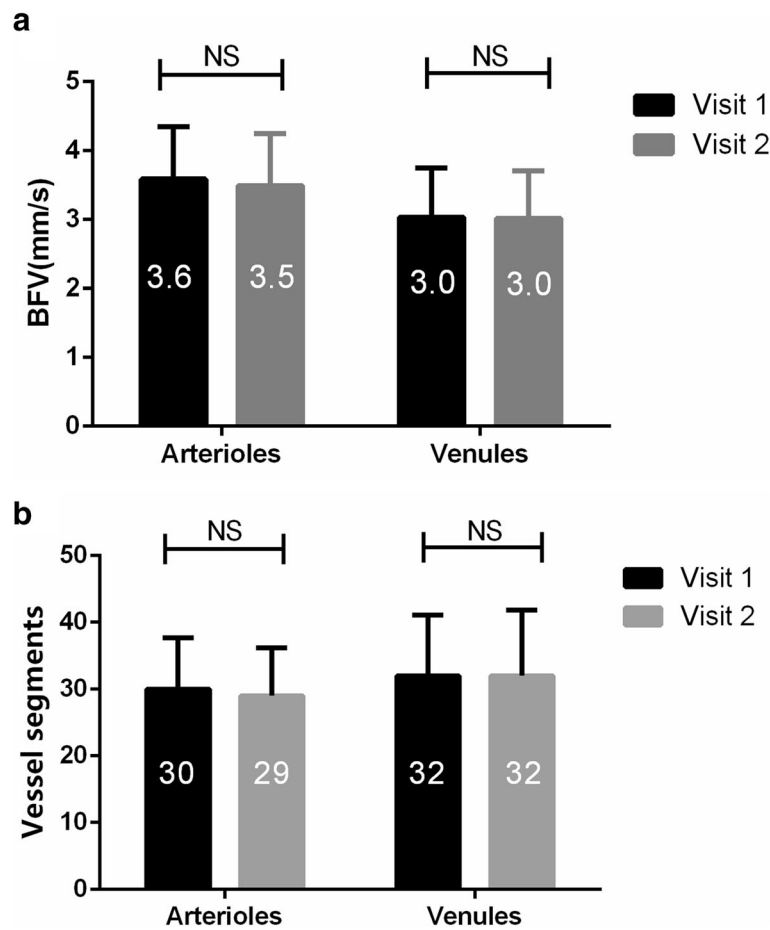 a
NS NS
5
4
3
2
1
0
BFV(mm/s)
3.6 3.5 3.0 3.0
Arterioles Venules
Visit 1
Visit 2
b
NS NS
50
40
30
20
10
0
Vessel segments
30 29 32 32
Arterioles Venules
Visit 1
Visit 2